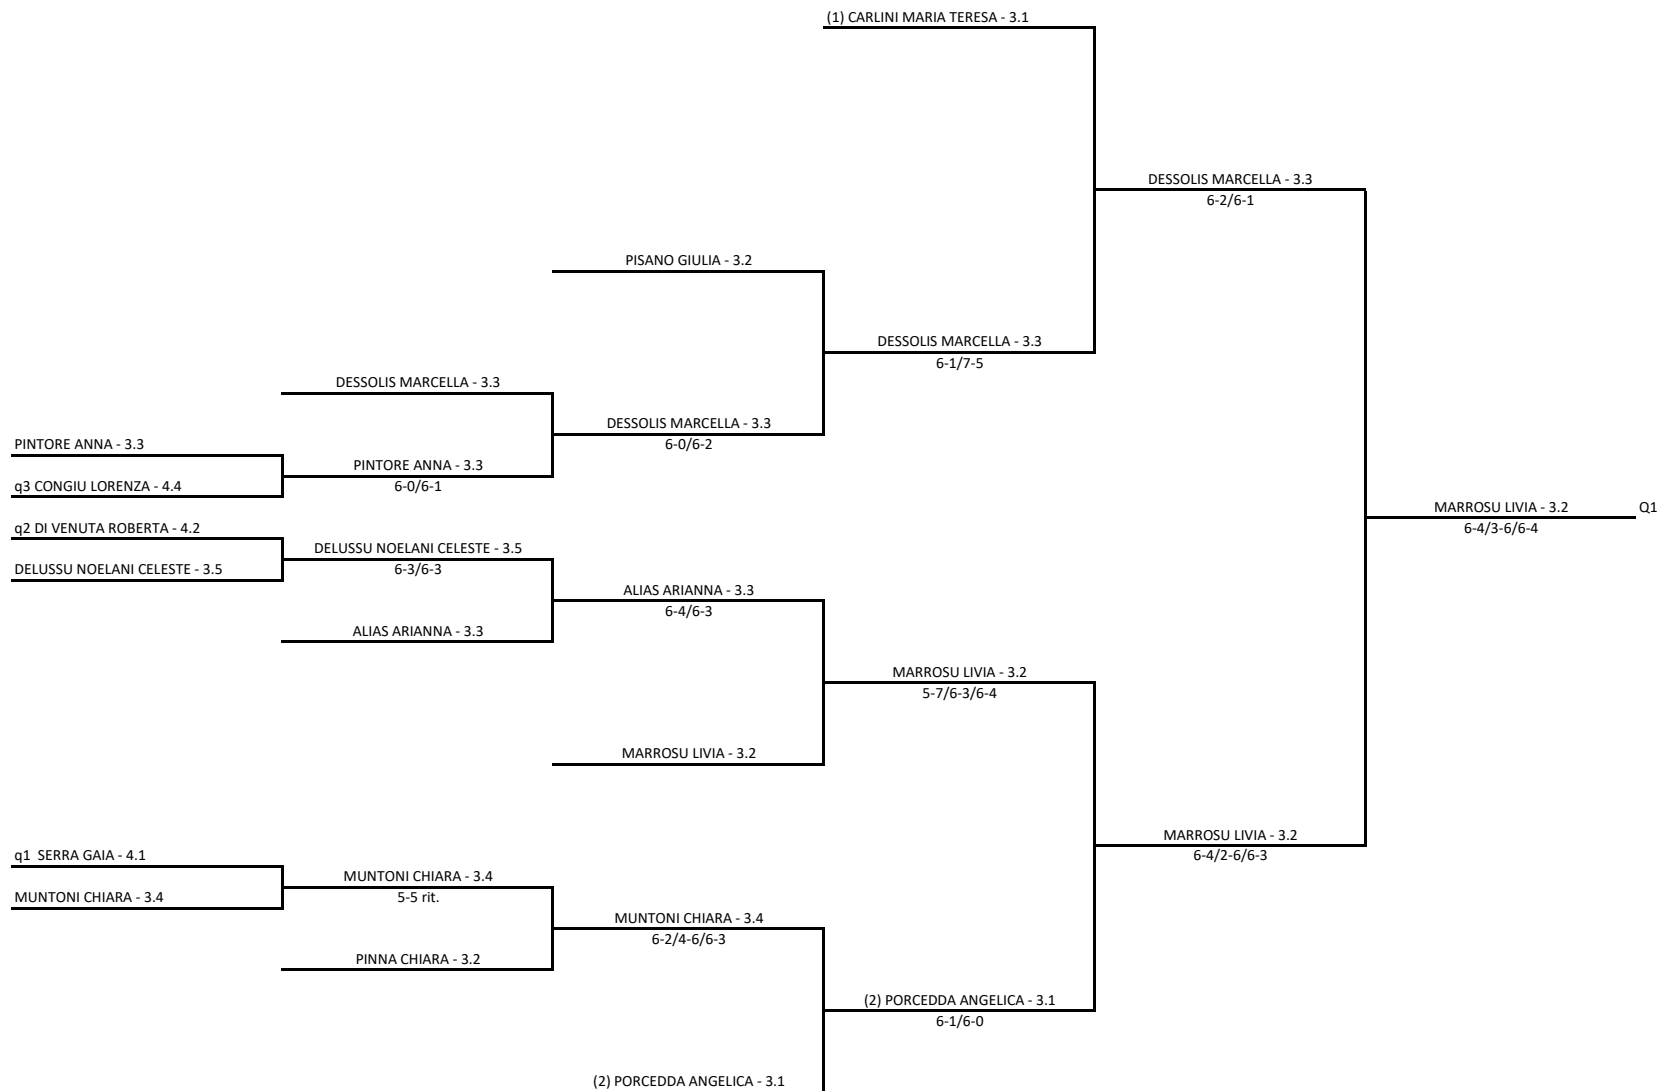 (1) CARLINI MARIA TERESA - 3.1
DESSOLIS MARCELLA - 3.3
6-2/6-1
PISANO GIULIA - 3.2
DESSOLIS MARCELLA - 3.3
6-1/7-5
DESSOLIS MARCELLA - 3.3
DESSOLIS MARCELLA - 3.3
6-0/6-2
PINTORE ANNA - 3.3
PINTORE ANNA - 3.3
6-0/6-1
q3 CONGIU LORENZA - 4.4
MARROSU LIVIA - 3.2
Q1
6-4/3-6/6-4
q2 DI VENUTA ROBERTA - 4.2
DELUSSU NOELANI CELESTE - 3.5
6-3/6-3
DELUSSU NOELANI CELESTE - 3.5
ALIAS ARIANNA - 3.3
6-4/6-3
ALIAS ARIANNA - 3.3
MARROSU LIVIA - 3.2
5-7/6-3/6-4
MARROSU LIVIA - 3.2
MARROSU LIVIA - 3.2
6-4/2-6/6-3
q1 SERRA GAIA - 4.1
MUNTONI CHIARA - 3.4
5-5 rit.
MUNTONI CHIARA - 3.4
MUNTONI CHIARA - 3.4
6-2/4-6/6-3
PINNA CHIARA - 3.2
(2) PORCEDDA ANGELICA - 3.1
6-1/6-0
(2) PORCEDDA ANGELICA - 3.1